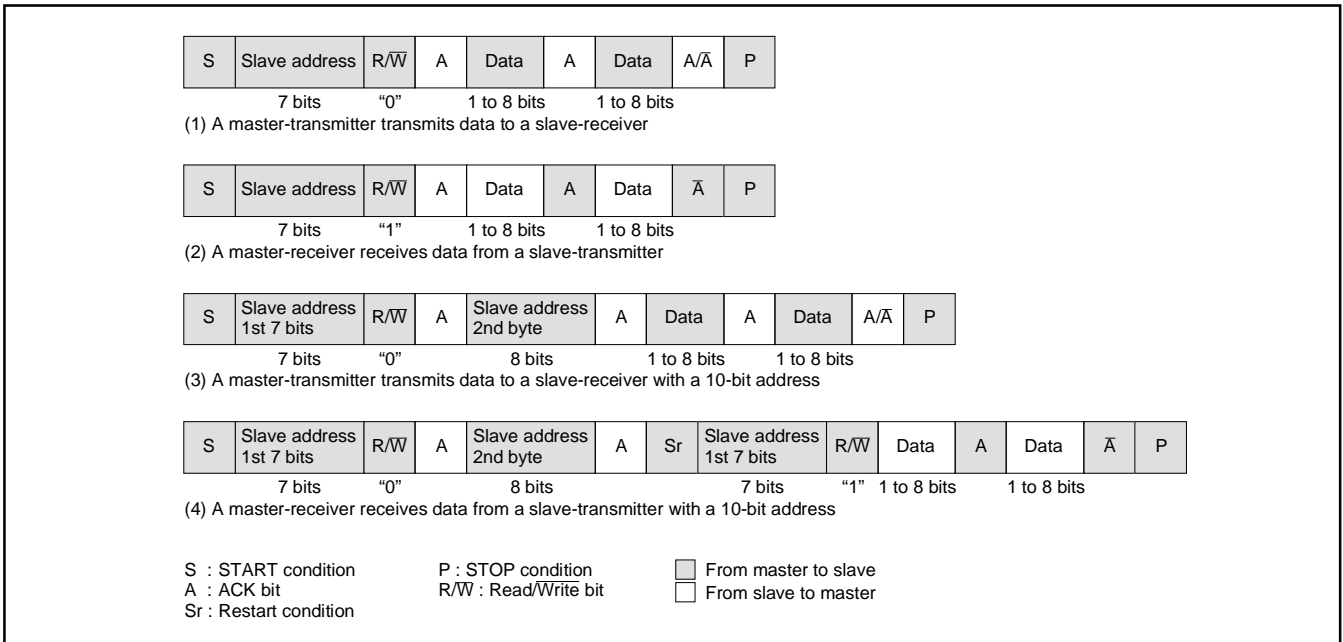 S Slave address R/W̅ A Data A Data A/A̅ P
7 bits “0” 1 to 8 bits 1 to 8 bits
(1) A master-transmitter transmits data to a slave-receiver
S Slave address R/W̅ A Data A Data A̅ P
7 bits “1” 1 to 8 bits 1 to 8 bits
(2) A master-receiver receives data from a slave-transmitter
S Slave address 1st 7 bits R/W̅ A Slave address 2nd byte A Data A Data A/A̅ P
7 bits “0” 8 bits 1 to 8 bits 1 to 8 bits
(3) A master-transmitter transmits data to a slave-receiver with a 10-bit address
S Slave address 1st 7 bits R/W̅ A Slave address 2nd byte A Sr Slave address 1st 7 bits R/W̅ Data A Data A̅ P
7 bits “0” 8 bits 7 bits “1” 1 to 8 bits 1 to 8 bits
(4) A master-receiver receives data from a slave-transmitter with a 10-bit address
S : START condition P : STOP condition From master to slave
A : ACK bit R/W̅ : Read/W̅r̅i̅t̅e̅ bit From slave to master
Sr : Restart condition